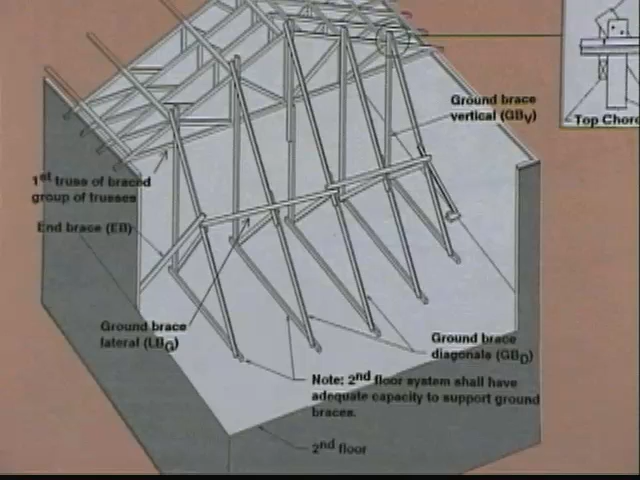 Ground brace
vertical (GBV)
Top Chord
1st truss of braced
group of trusses
End brace (EB)
Ground brace
lateral (LBG)
Ground brace
diagonals (GBD)
Note: 2nd floor system shall have
adequate capacity to support ground
braces.
2nd floor